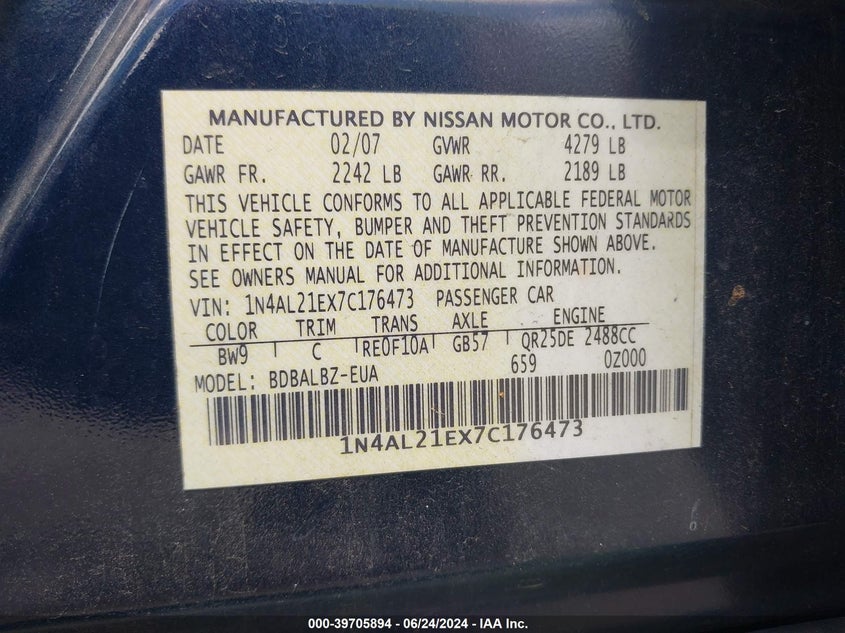 MANUFACTURED BY NISSAN MOTOR CO., LTD.
DATE 02/07 GVWR 4279 LB
GAWR FR. 2242 LB GAWR RR. 2189 LB
THIS VEHICLE CONFORMS TO ALL APPLICABLE FEDERAL MOTOR
VEHICLE SAFETY, BUMPER AND THEFT PREVENTION STANDARDS
IN EFFECT ON THE DATE OF MANUFACTURE SHOWN ABOVE.
SEE OWNERS MANUAL FOR ADDITIONAL INFORMATION.
VIN: 1N4AL21EX7C176473 PASSENGER CAR
COLOR TRIM TRANS AXLE ENGINE
BW9 C RE0F10A GB57 QR25DE 2488CC
659 0Z000
MODEL: BDBALBZ-EUA
1N4AL21EX7C176473
000-39705894 - 06/24/2024 - IAA Inc.